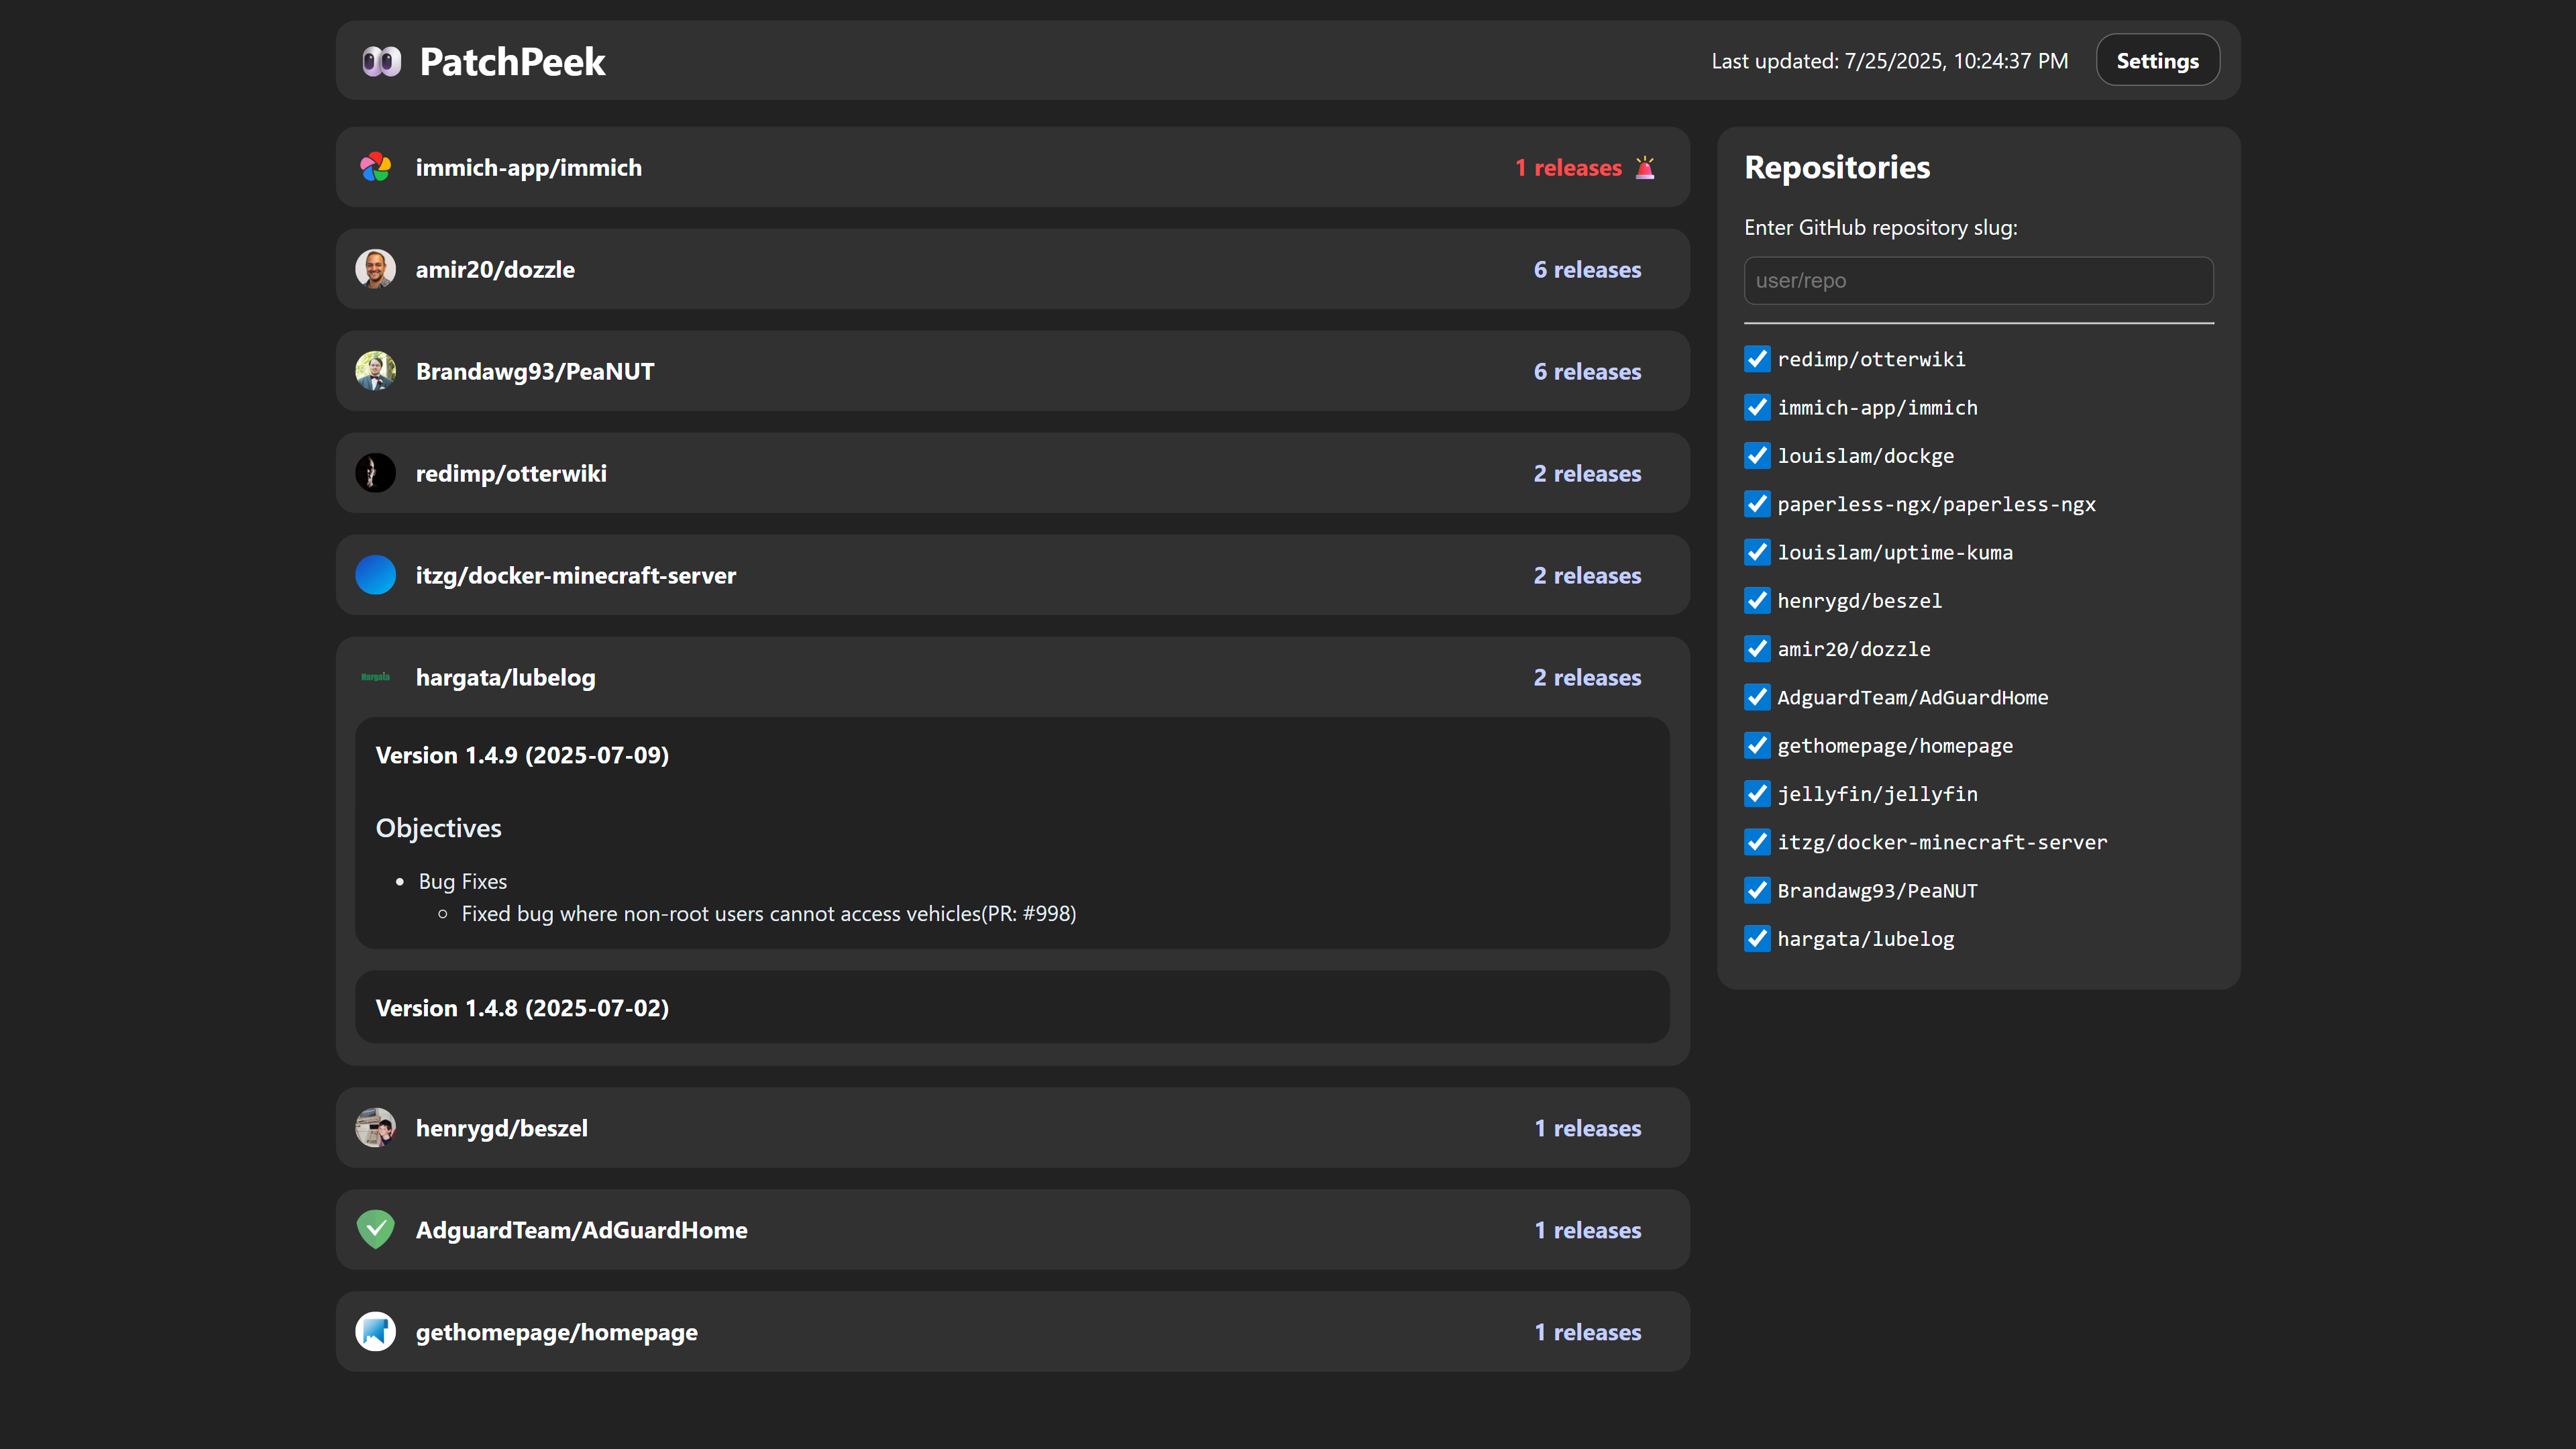 PatchPeek
Last updated: 7/25/2025, 10:24:37 PM
Settings
immich-app/immich
1 releases
amir20/dozzle
6 releases
Brandawg93/PeaNUT
6 releases
redimp/otterwiki
2 releases
itzg/docker-minecraft-server
2 releases
Hargata
hargata/lubelog
2 releases
Version 1.4.9 (2025-07-09)
Objectives
Bug Fixes
Fixed bug where non-root users cannot access vehicles(PR: #998)
Version 1.4.8 (2025-07-02)
henrygd/beszel
1 releases
AdguardTeam/AdGuardHome
1 releases
gethomepage/homepage
1 releases
Repositories
Enter GitHub repository slug:
user/repo
redimp/otterwiki
immich-app/immich
louislam/dockge
paperless-ngx/paperless-ngx
louislam/uptime-kuma
henrygd/beszel
amir20/dozzle
AdguardTeam/AdGuardHome
gethomepage/homepage
jellyfin/jellyfin
itzg/docker-minecraft-server
Brandawg93/PeaNUT
hargata/lubelog